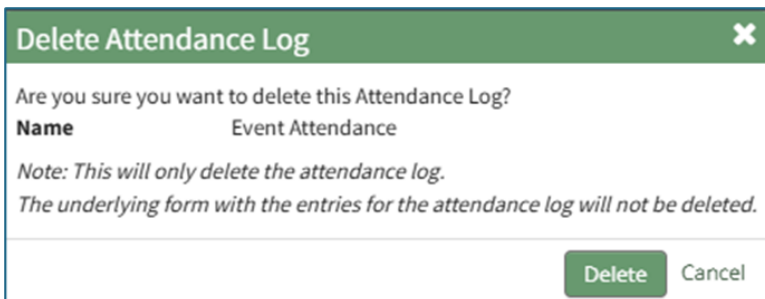 Delete Attendance Log
Are you sure you want to delete this Attendance Log?
Name Event Attendance
Note: This will only delete the attendance log.
The underlying form with the entries for the attendance log will not be deleted.
Delete Cancel